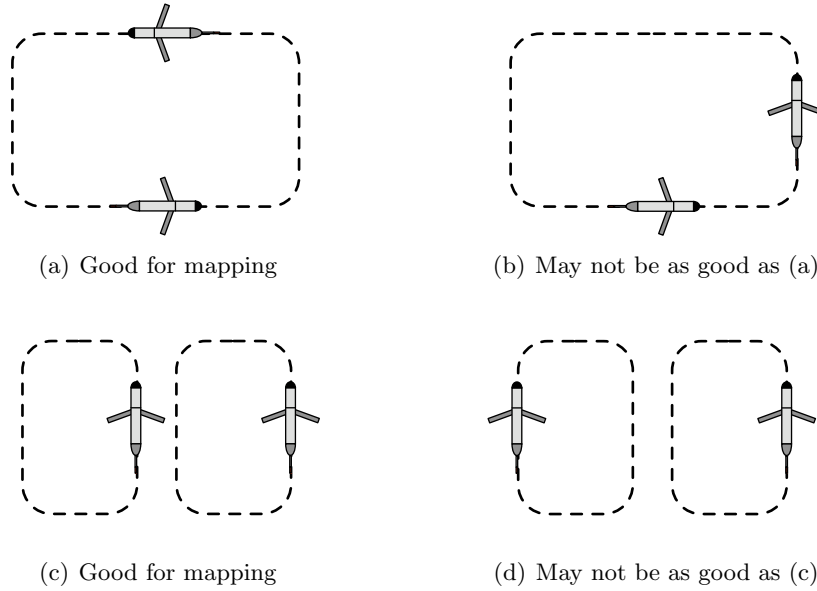 (a) Good for mapping
(b) May not be as good as (a)
(c) Good for mapping
(d) May not be as good as (c)